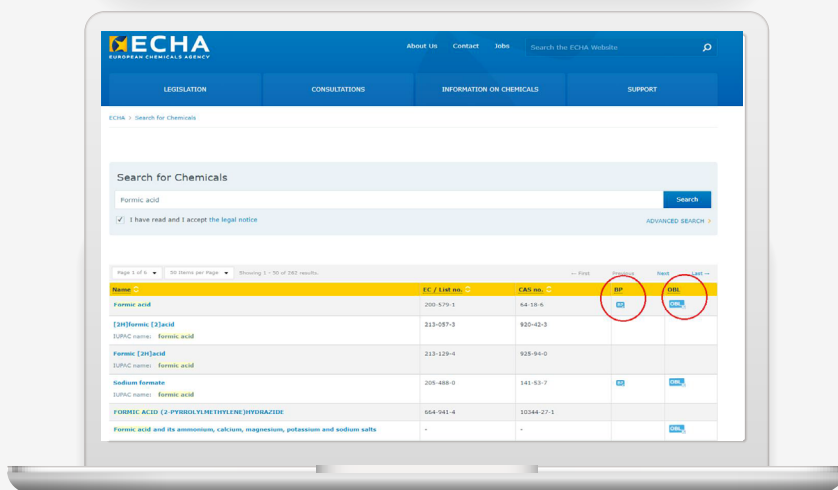 ECHA
EUROPEAN CHEMICALS AGENCY
About Us Contact Jobs Search the ECHA Website
LEGISLATION CONSULTATIONS INFORMATION ON CHEMICALS SUPPORT
ECHA > Search for Chemicals
Search for Chemicals
Formic acid Search
I have read and I accept the legal notice ADVANCED SEARCH >
Page 1 of 6 50 Items per Page Showing 1 - 50 of 262 results. ← First Previous Next Last →
Name EC / List no. CAS no. BP OBL
Formic acid 200-579-1 64-18-6 BP OBL
[2H]formic [2]acid 213-057-3 920-42-3
IUPAC name: formic acid
Formic [2H]acid 213-129-4 925-94-0
IUPAC name: formic acid
Sodium formate 205-488-0 141-53-7 BP OBL
IUPAC name: formic acid
FORMIC ACID (2-PYRROLYLMETHYLENE)HYDRAZIDE 664-941-4 10344-27-1
Formic acid and its ammonium, calcium, magnesium, potassium and sodium salts - - OBL